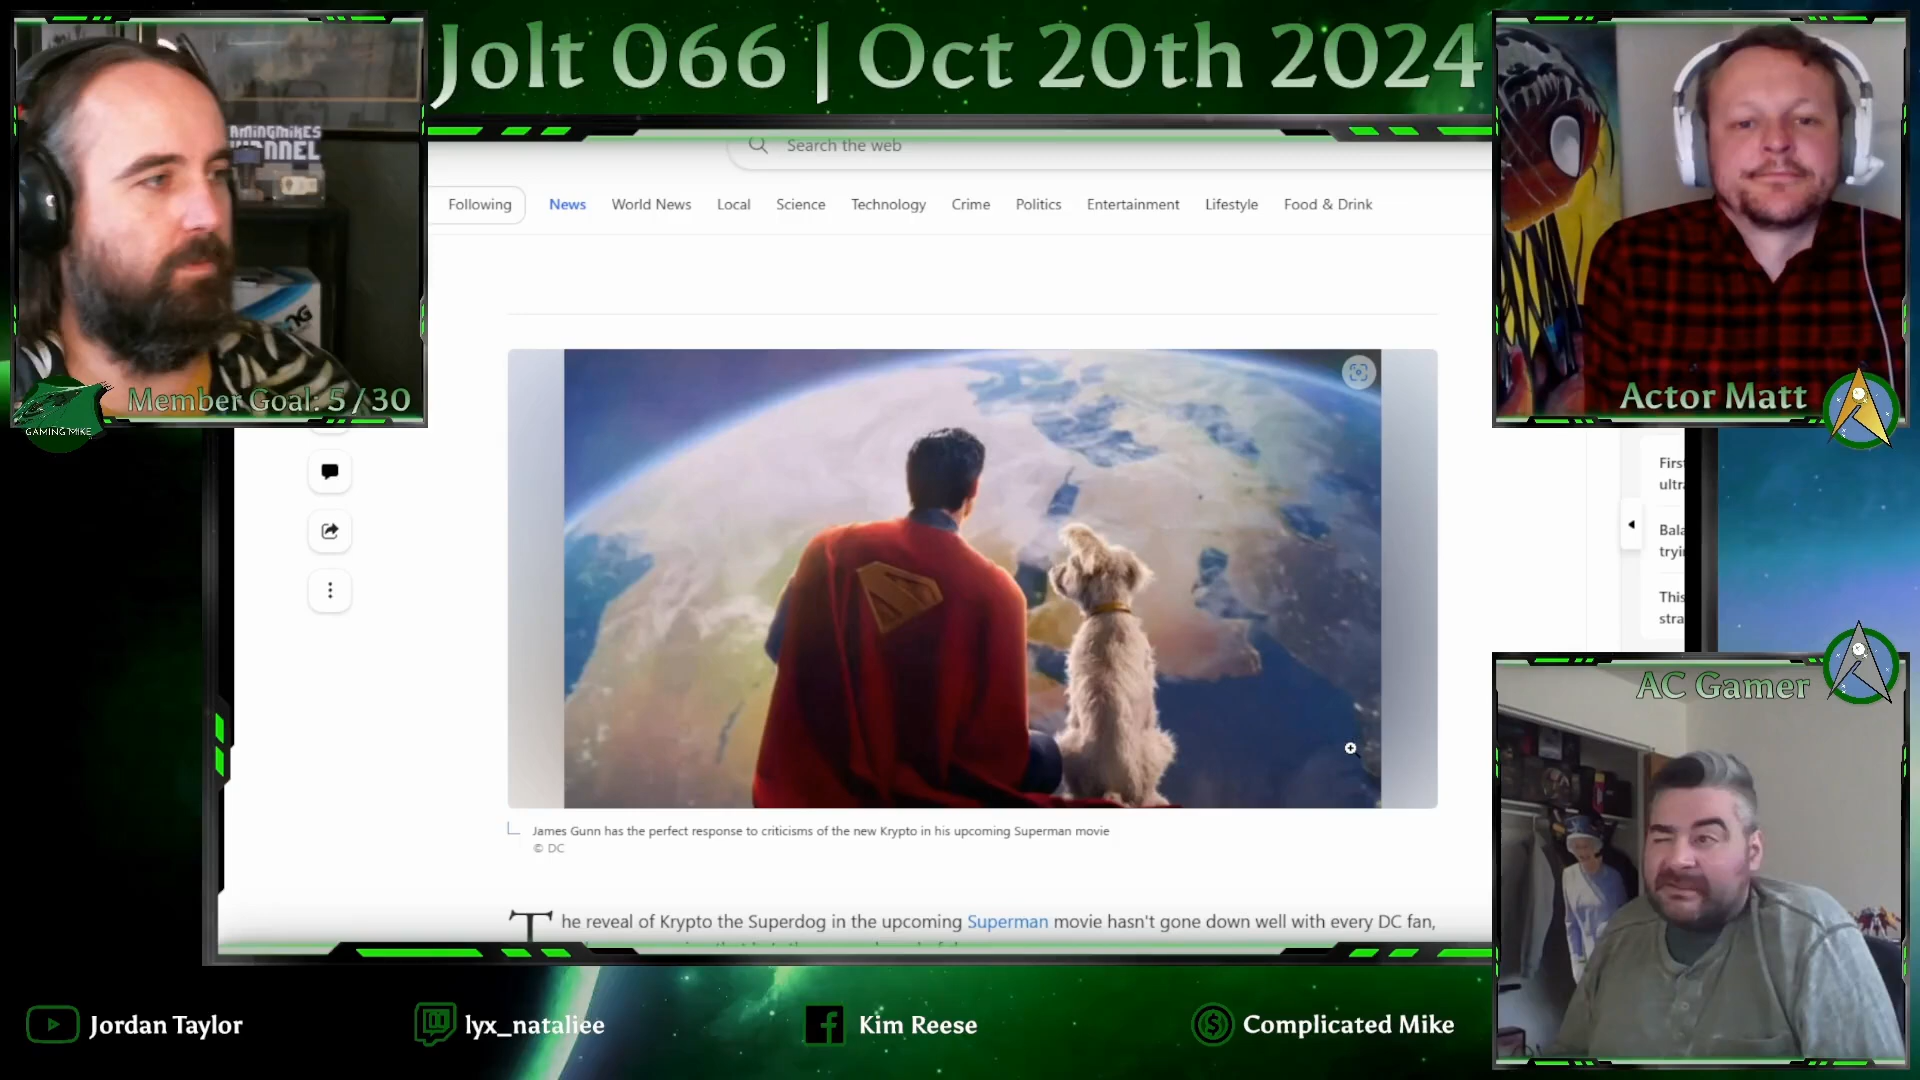 Jolt 066 | Oct 20th 2024
Search the web
Following
News
World News
Local
Science
Technology
Crime
Politics
Entertainment
Lifestyle
Food & Drink
Member Goal: 5 / 30
GAMING MIKE
Actor Matt
AC Gamer
James Gunn has the perfect response to criticisms of the new Krypto in his upcoming Superman movie
© DC
The reveal of Krypto the Superdog in the upcoming Superman movie hasn't gone down well with every DC fan,
Jordan Taylor
lyx_nataliee
Kim Reese
Complicated Mike